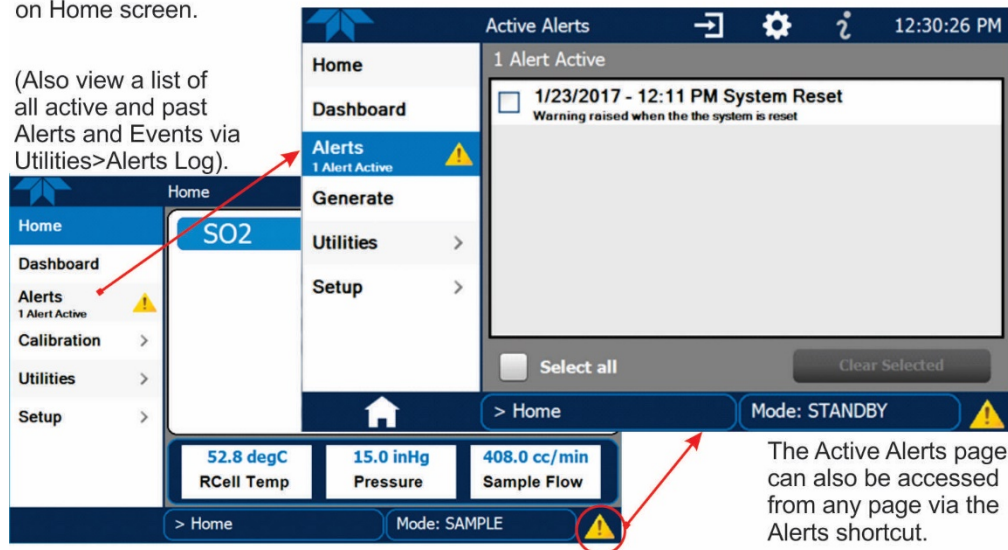 on Home screen.
(Also view a list of
all active and past
Alerts and Events via
Utilities>Alerts Log).
Active Alerts
12:30:26 PM
Home
Dashboard
Alerts
1 Alert Active
Generate
Utilities
Setup
1 Alert Active
1/23/2017 - 12:11 PM System Reset
Warning raised when the the system is reset
Select all
Clear Selected
> Home
Mode: STANDBY
Home
Home
Dashboard
Alerts
1 Alert Active
Calibration
Utilities
Setup
SO2
52.8 degC
RCell Temp
15.0 inHg
Pressure
408.0 cc/min
Sample Flow
> Home
Mode: SAMPLE
The Active Alerts page
can also be accessed
from any page via the
Alerts shortcut.